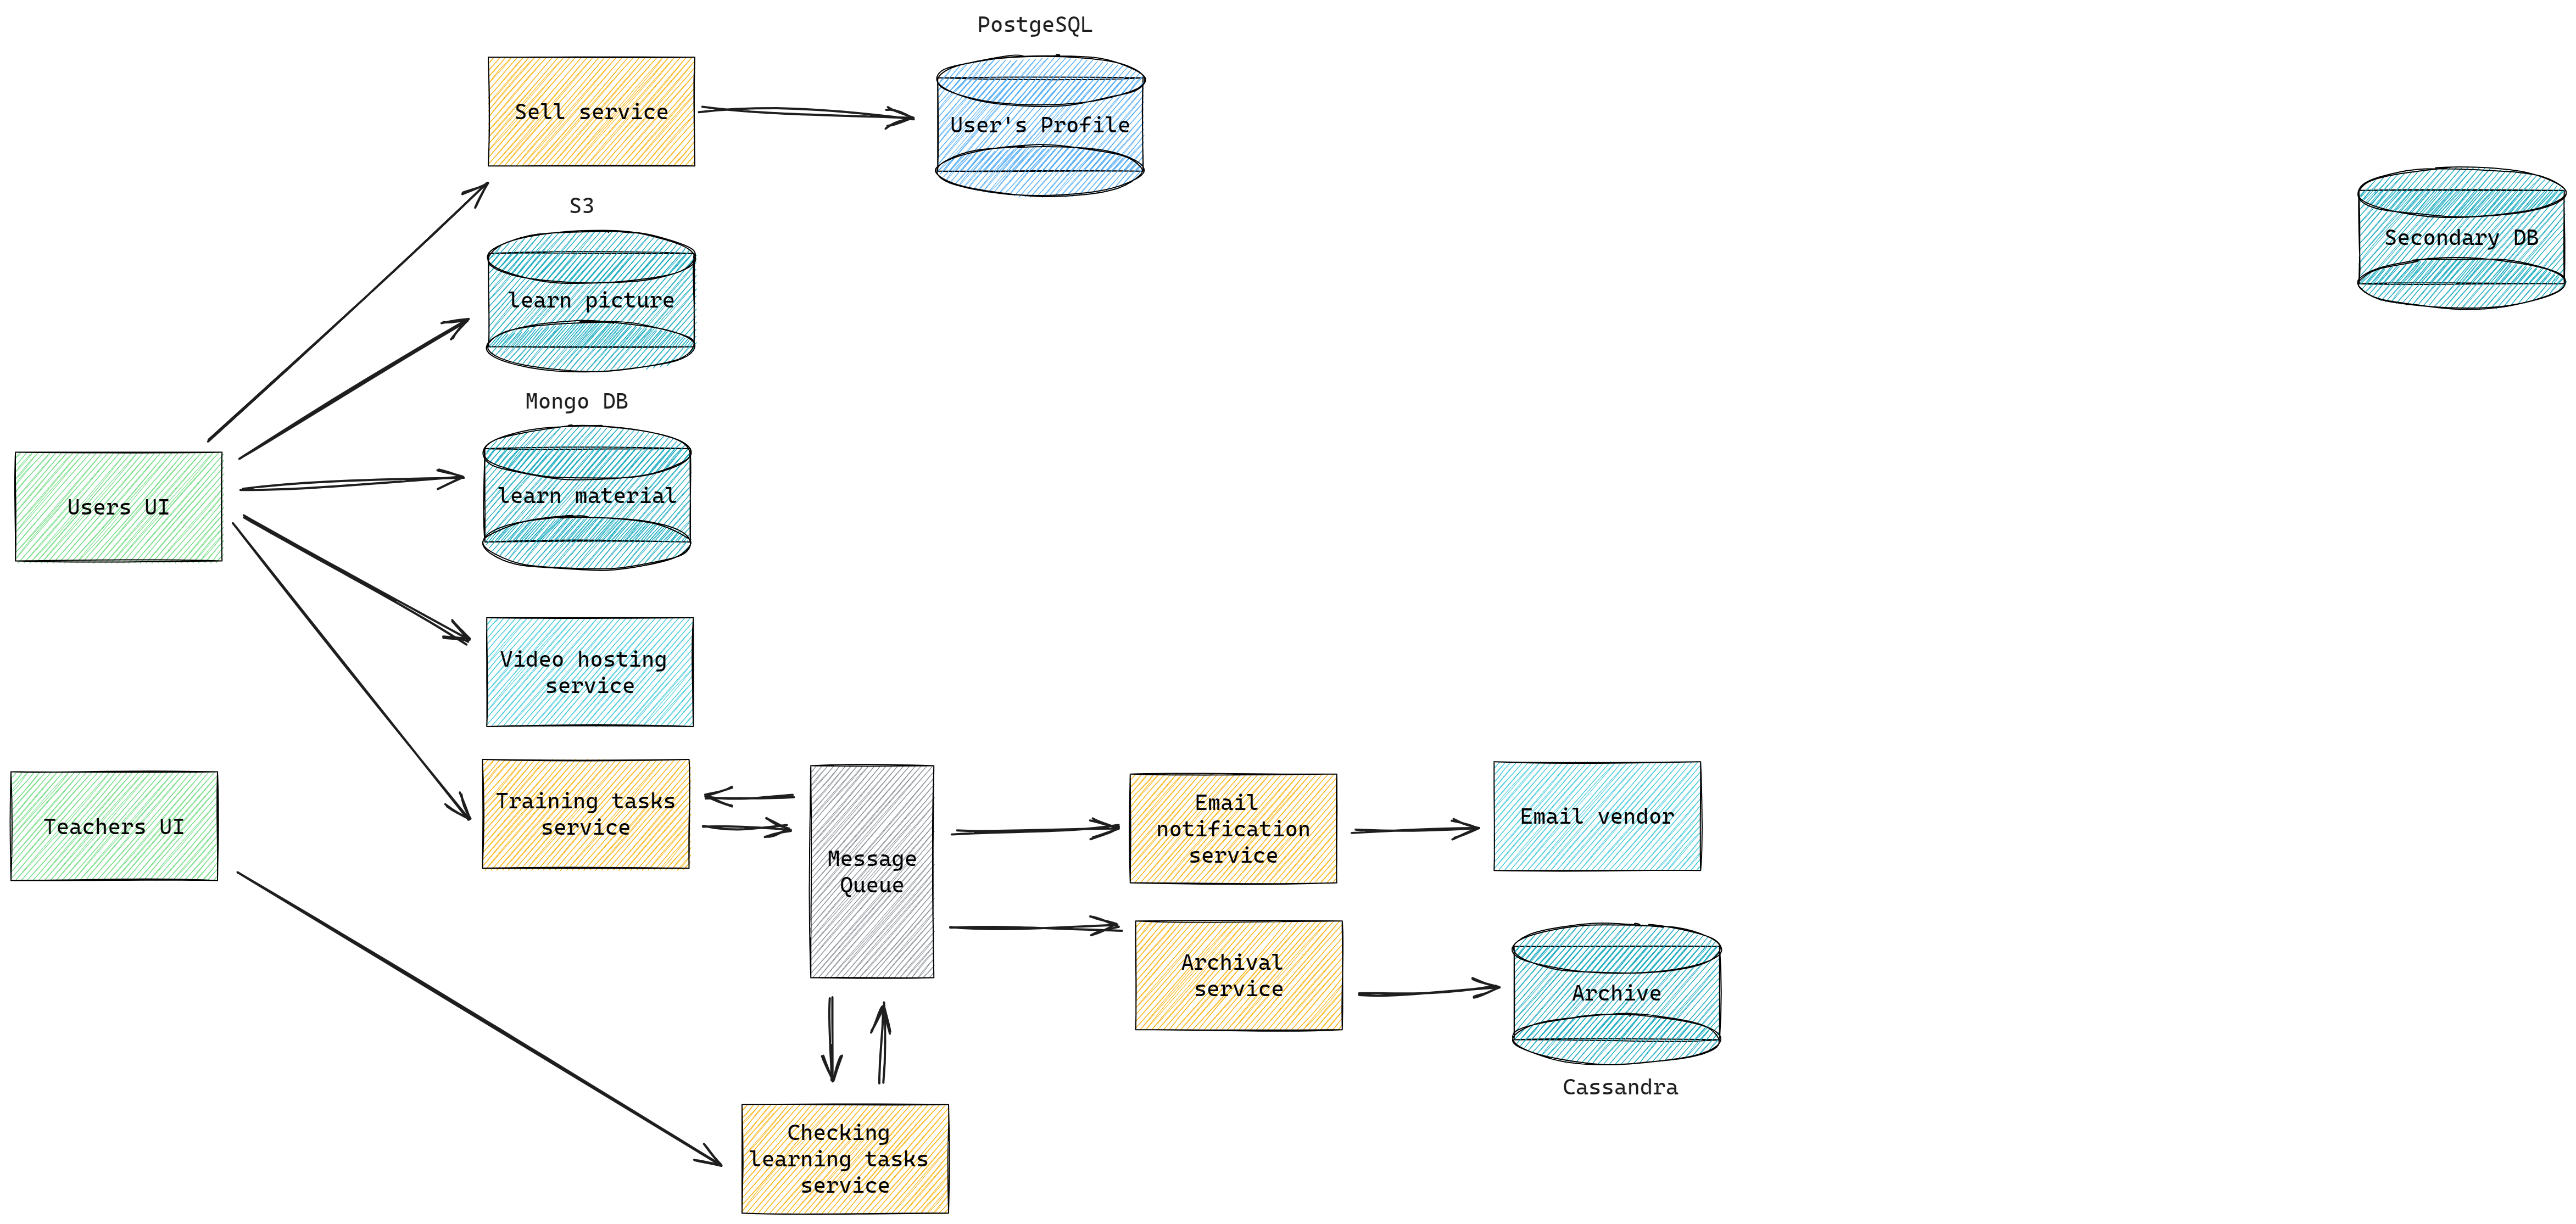 PostgeSQL
Sell service
User's Profile
S3
learn picture
Secondary DB
Mongo DB
learn material
Users UI
Video hosting
service
Training tasks
service
Teachers UI
Message
Queue
Email
notification
service
Email vendor
Archival
service
Archive
Cassandra
Checking
learning tasks
service